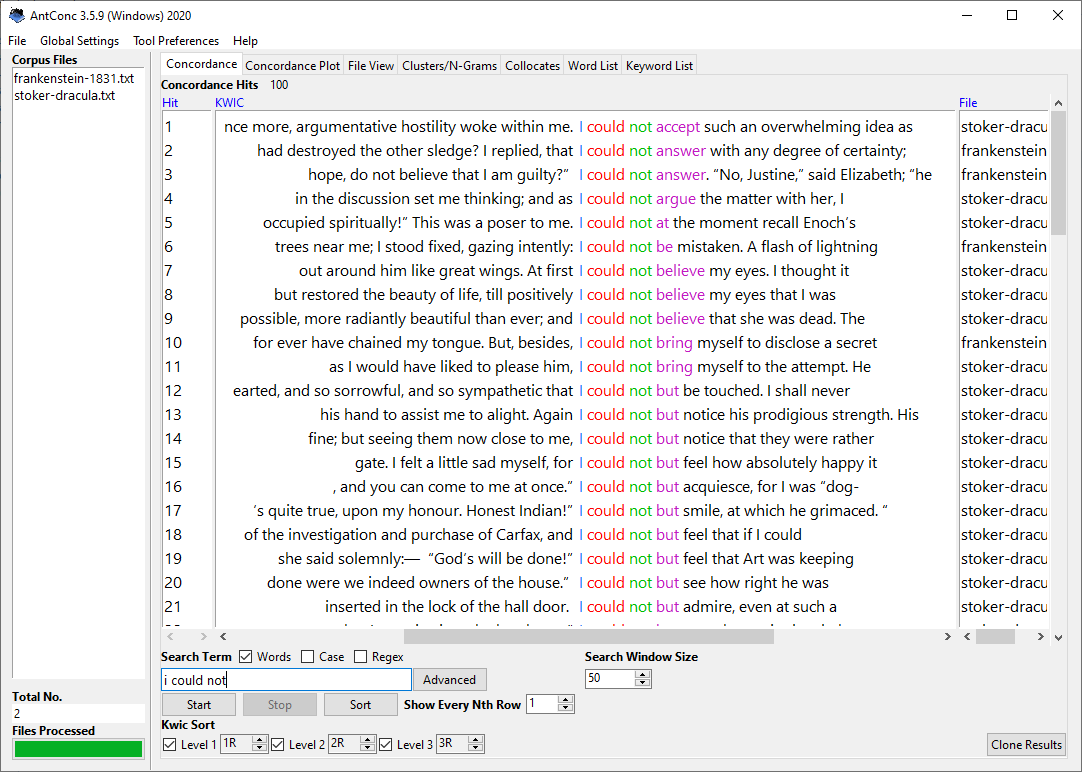 AntConc 3.5.9 (Windows) 2020
File Global Settings Tool Preferences Help
Corpus Files
frankenstein-1831.txt
stoker-dracula.txt
Concordance Concordance Plot File View Clusters/N-Grams Collocates Word List Keyword List
Concordance Hits 100
Hit KWIC File
1 nce more, argumentative hostility woke within me. I could not accept such an overwhelming idea as stoker-dracu
2 had destroyed the other sledge? I replied, that I could not answer with any degree of certainty; frankenstein
3 hope, do not believe that I am guilty?” I could not answer. “No, Justine,” said Elizabeth; “he frankenstein
4 in the discussion set me thinking; and as I could not argue the matter with her, I stoker-dracu
5 occupied spiritually!” This was a poser to me. I could not at the moment recall Enoch’s stoker-dracu
6 trees near me; I stood fixed, gazing intently: I could not be mistaken. A flash of lightning frankenstein
7 out around him like great wings. At first I could not believe my eyes. I thought it stoker-dracu
8 but restored the beauty of life, till positively I could not believe my eyes that I was stoker-dracu
9 possible, more radiantly beautiful than ever; and I could not believe that she was dead. The stoker-dracu
10 for ever have chained my tongue. But, besides, I could not bring myself to disclose a secret frankenstein
11 as I would have liked to please him, I could not bring myself to the attempt. He stoker-dracu
12 earted, and so sorrowful, and so sympathetic that I could not but be touched. I shall never stoker-dracu
13 his hand to assist me to alight. Again I could not but notice his prodigious strength. His stoker-dracu
14 fine; but seeing them now close to me, I could not but notice that they were rather stoker-dracu
15 gate. I felt a little sad myself, for I could not but feel how absolutely happy it stoker-dracu
16 , and you can come to me at once.” I could not but acquiesce, for I was “dog- stoker-dracu
17 ’s quite true, upon my honour. Honest Indian!” I could not but smile, at which he grimaced. “ stoker-dracu
18 of the investigation and purchase of Carfax, and I could not but feel that if I could stoker-dracu
19 she said solemnly:— “God’s will be done!” I could not but feel that Art was keeping stoker-dracu
20 done were we indeed owners of the house.” I could not but see how right he was stoker-dracu
21 inserted in the lock of the hall door. I could not but admire, even at such a stoker-dracu
Search Term Words Case Regex Search Window Size
i could not Advanced 50
Start Stop Sort Show Every Nth Row 1
Kwic Sort
Level 1 1R Level 2 2R Level 3 3R Clone Results
Total No.
2
Files Processed